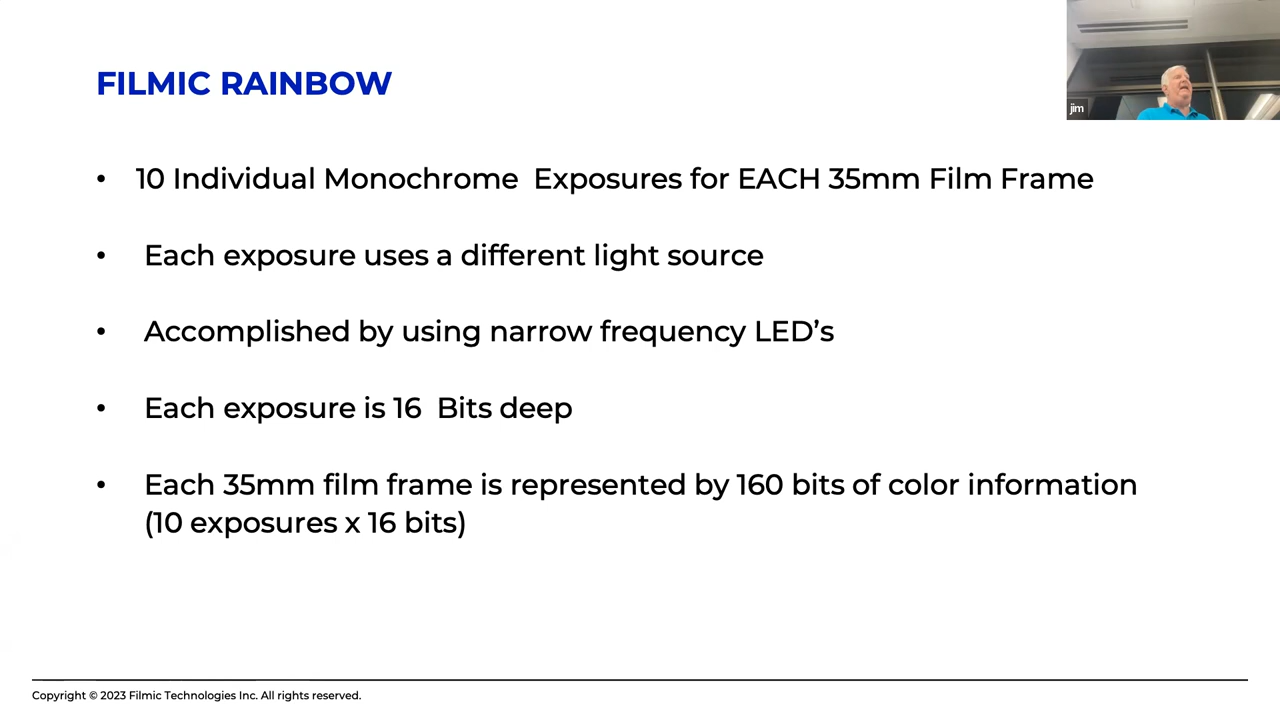 FILMIC RAINBOW
jim
• 10 Individual Monochrome  Exposures for EACH 35mm Film Frame
• Each exposure uses a different light source
• Accomplished by using narrow frequency LED’s
• Each exposure is 16  Bits deep
• Each 35mm film frame is represented by 160 bits of color information
(10 exposures x 16 bits)
Copyright © 2023 Filmic Technologies Inc. All rights reserved.